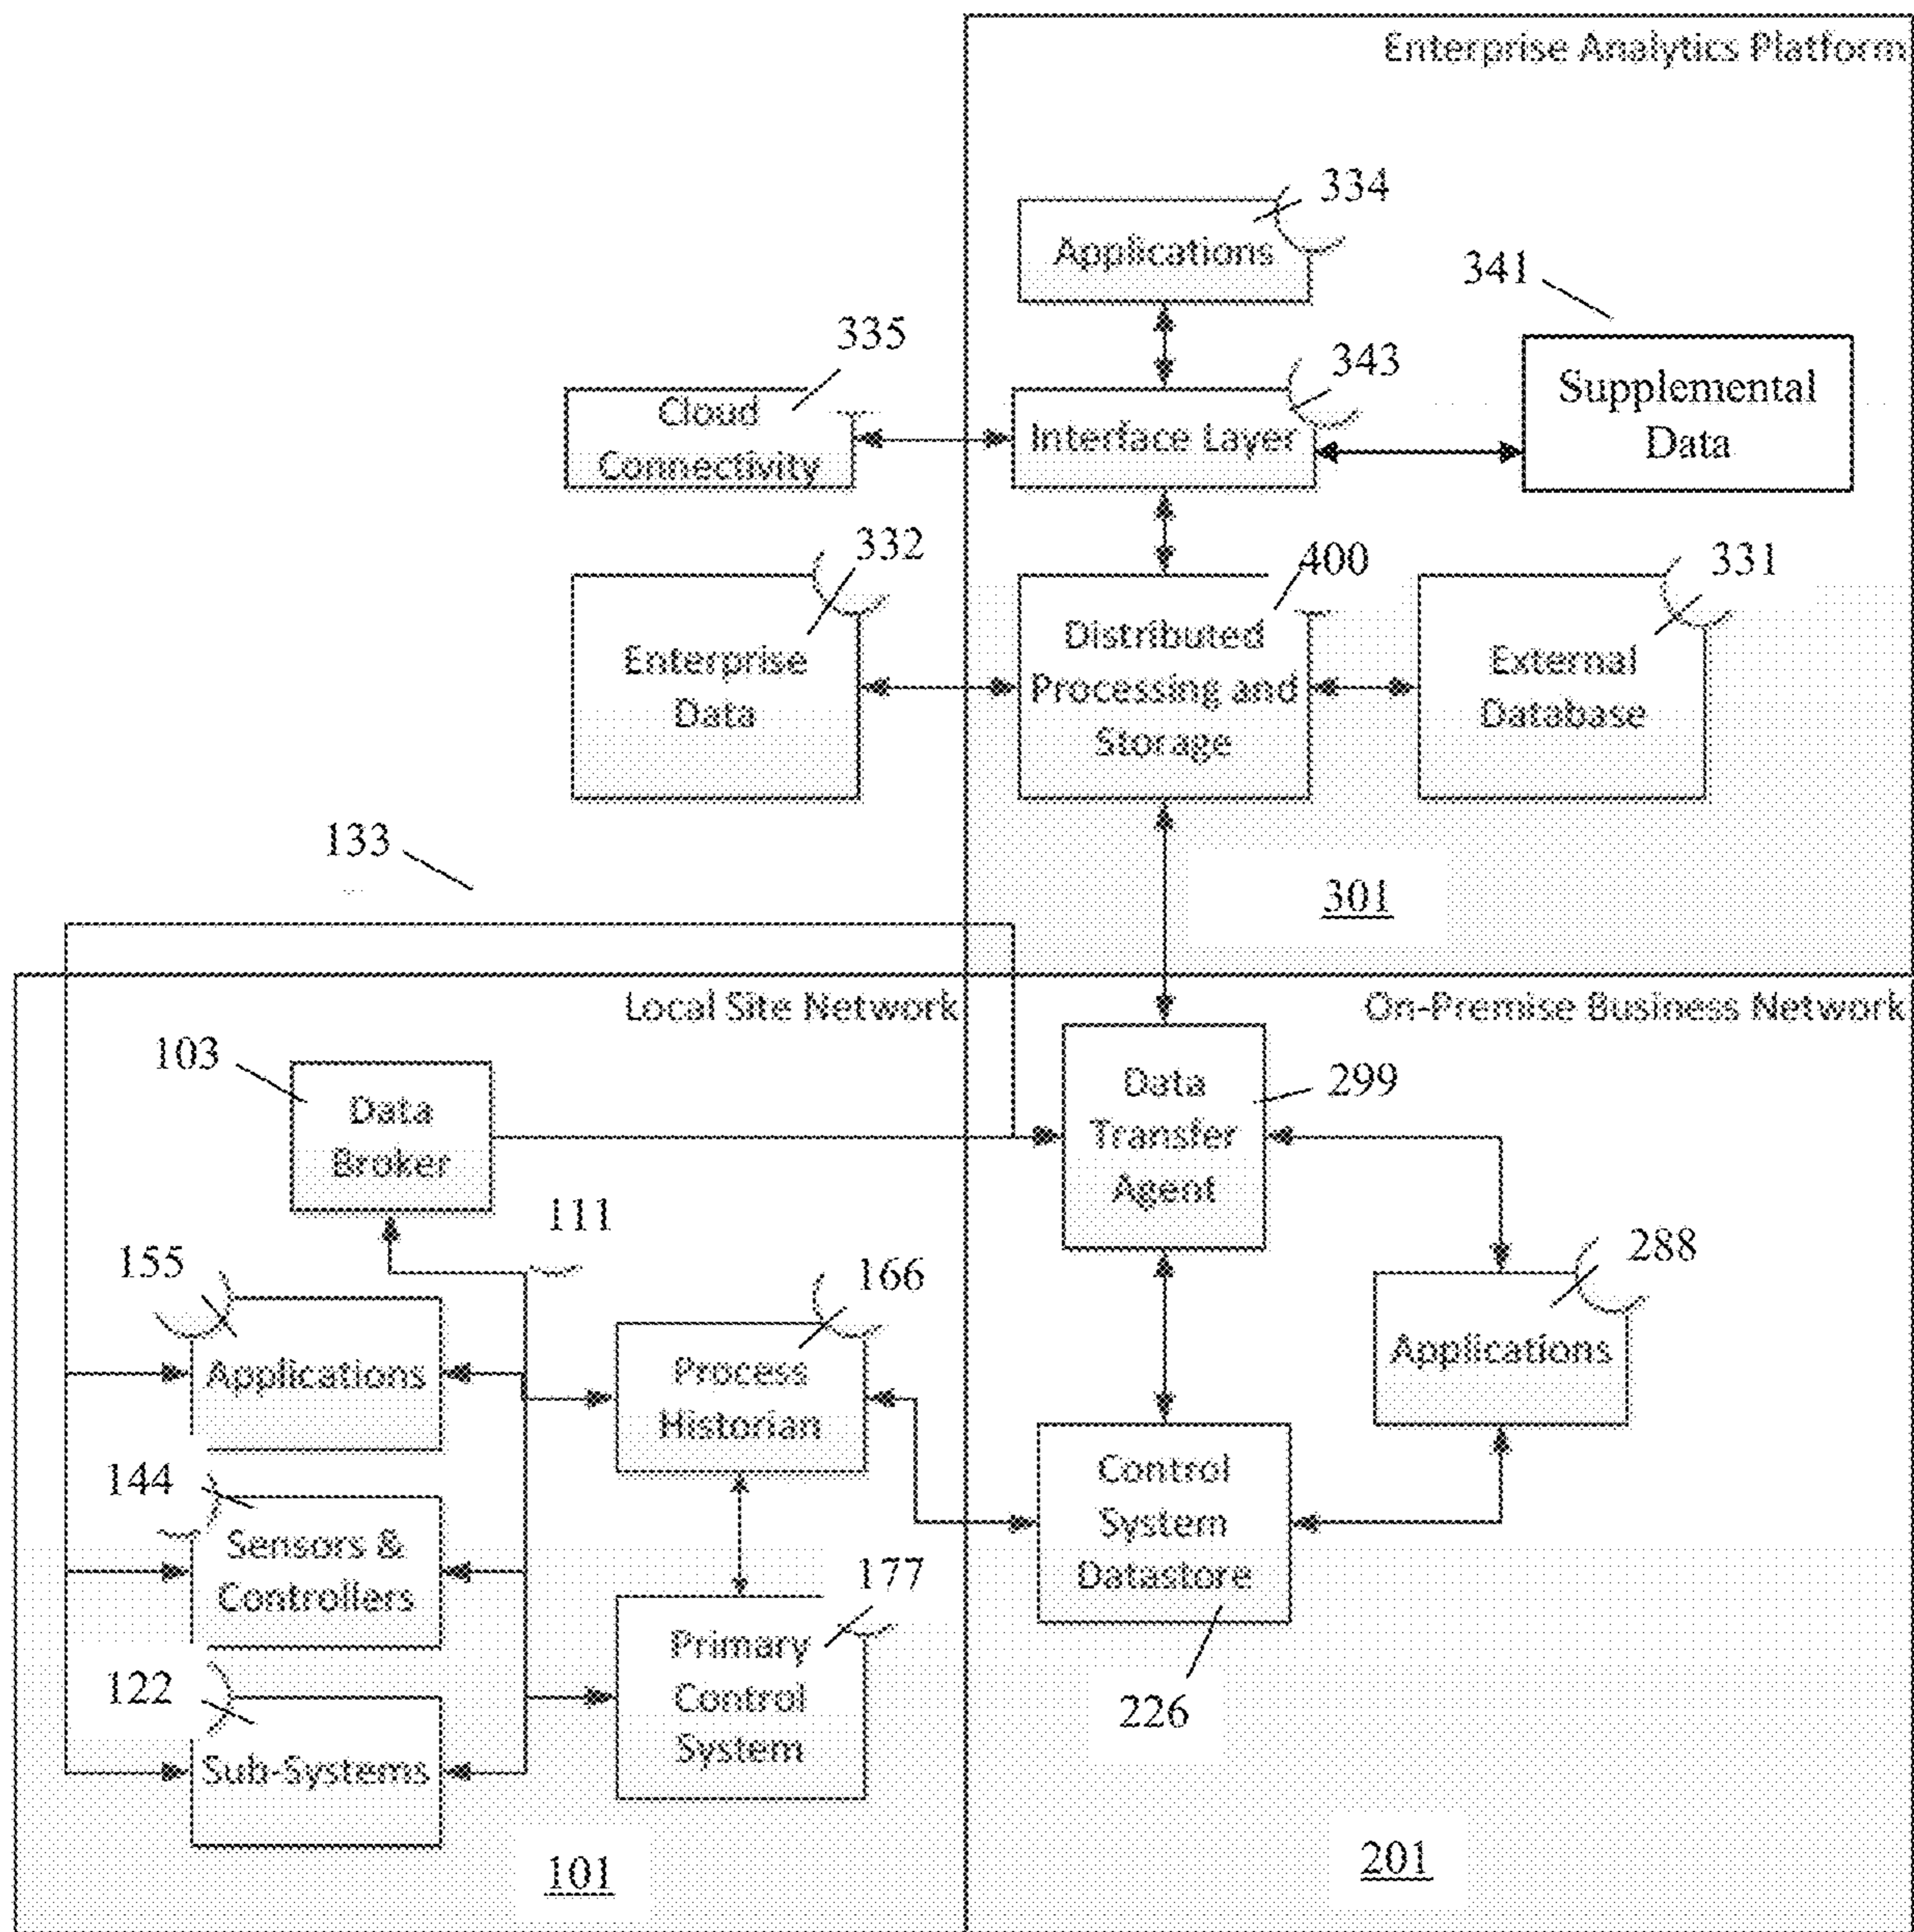 Enterprise Analytics Platform
334
Applications
341
335
343
Supplemental
Data
Cloud
Connectivity
Interface Layer
332
400
331
Enterprise
Data
Distributed
Processing and
Storage
External
Database
133
301
Local Site Network
On-Premise Business Network
103
Data
Broker
Data
Transfer
Agent
299
111
155
166
288
Applications
Process
Historian
Applications
144
Sensors &
Controllers
Control
System
Datastore
177
122
Sub-Systems
Primary
Control
System
226
101
201